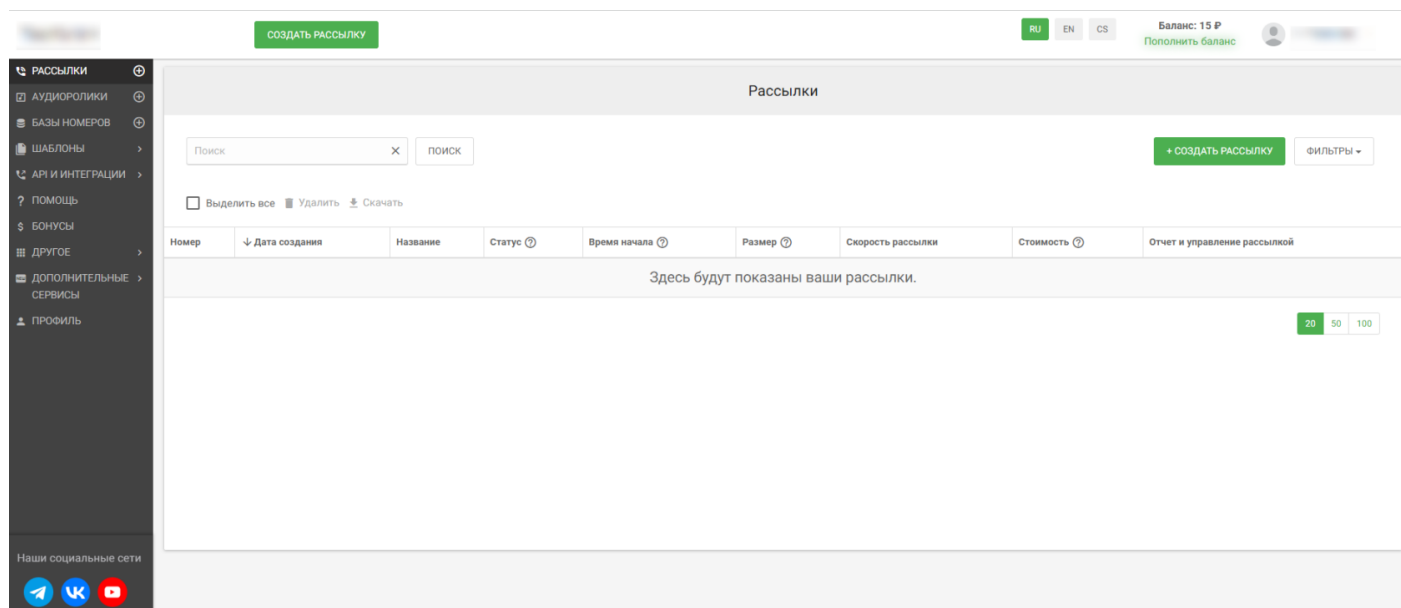 СОЗДАТЬ РАССЫЛКУ
RU EN CS
Баланс: 15 ₽
Пополнить баланс
РАССЫЛКИ
АУДИОРОЛИКИ
БАЗЫ НОМЕРОВ
ШАБЛОНЫ
API И ИНТЕГРАЦИИ
? ПОМОЩЬ
$ БОНУСЫ
ДРУГОЕ
ДОПОЛНИТЕЛЬНЫЕ
СЕРВИСЫ
ПРОФИЛЬ
Наши социальные сети
Рассылки
Поиск ПОИСК + СОЗДАТЬ РАССЫЛКУ ФИЛЬТРЫ
Выделить все Удалить Скачать
Номер Дата создания Название Статус Время начала Размер Скорость рассылки Стоимость Отчет и управление рассылкой
Здесь будут показаны ваши рассылки.
20 50 100